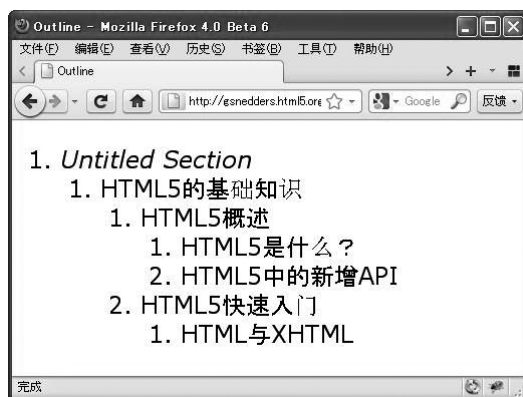 Outline - Mozilla Firefox 4.0 Beta 6
文件(F) 编辑(E) 查看(V) 历史(S) 书签(B) 工具(T) 帮助(H)
Outline
http://gsnedders.html5.org
Google
反馈
1. Untitled Section
1. HTML5的基础知识
1. HTML5概述
1. HTML5是什么？
2. HTML5中的新增API
2. HTML5快速入门
1. HTML与XHTML
完成